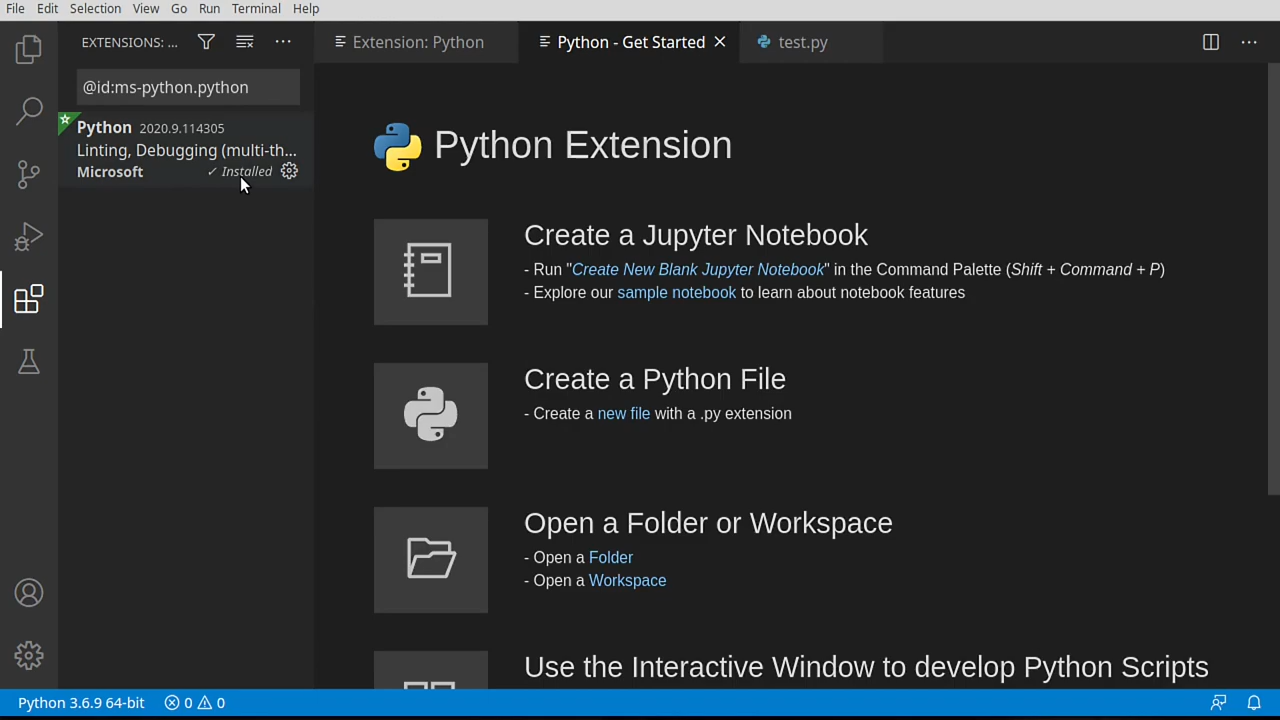 File Edit Selection View Go Run Terminal Help
EXTENSIONS: ...
Extension: Python
Python - Get Started
test.py
@id:ms-python.python
Python 2020.9.114305
Linting, Debugging (multi-th...
Microsoft ✓ Installed
Python Extension
Create a Jupyter Notebook
- Run "Create New Blank Jupyter Notebook" in the Command Palette (Shift + Command + P)
- Explore our sample notebook to learn about notebook features
Create a Python File
- Create a new file with a .py extension
Open a Folder or Workspace
- Open a Folder
- Open a Workspace
Use the Interactive Window to develop Python Scripts
Python 3.6.9 64-bit 0 0